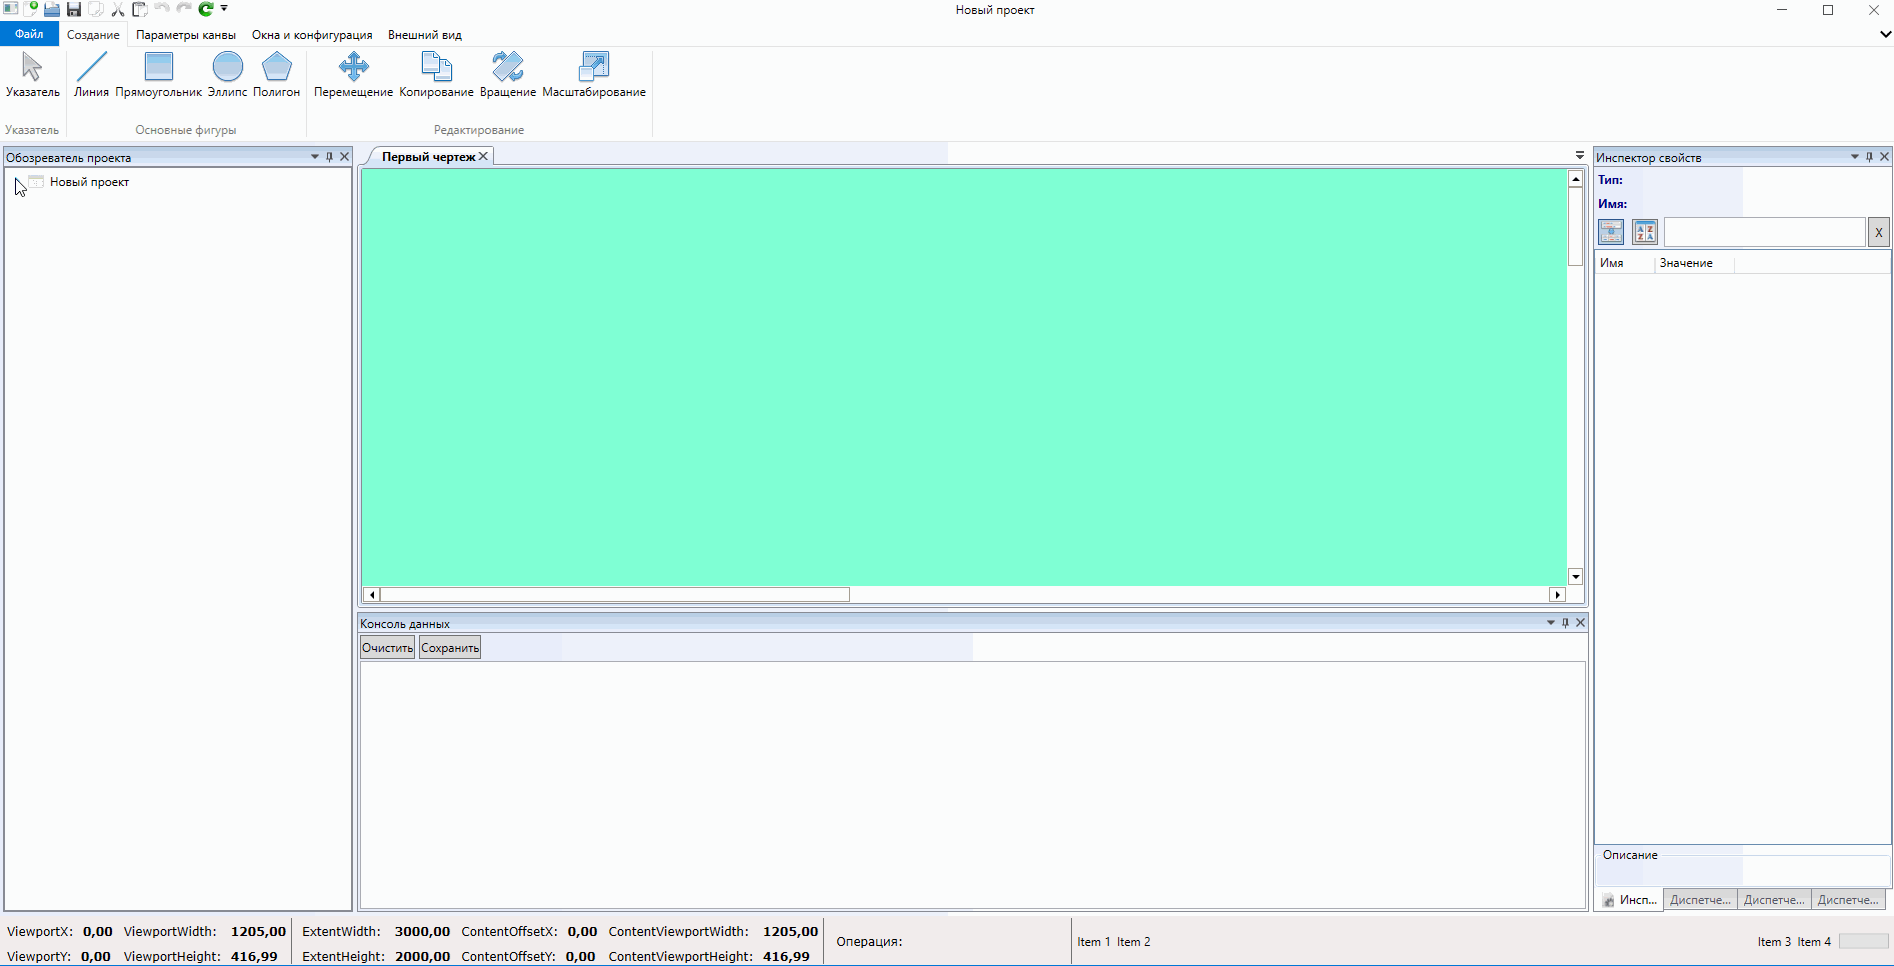 Новый проект
Файл Создание Параметры канвы Окна и конфигурация Внешний вид
Указатель Линия Прямоугольник Эллипс Полигон Перемещение Копирование Вращение Масштабирование
Указатель Основные фигуры Редактирование
Обозреватель проекта
Новый проект
Первый чертеж
Консоль данных
Очистить Сохранить
Инспектор свойств
Тип:
Имя:
A Z Z A
X
Имя Значение
Описание
Инсп... Диспетче... Диспетче... Диспетче...
ViewportX: 0,00 ViewportWidth: 1205,00 ExtentWidth: 3000,00 ContentOffsetX: 0,00 ContentViewportWidth: 1205,00
ViewportY: 0,00 ViewportHeight: 416,99 ExtentHeight: 2000,00 ContentOffsetY: 0,00 ContentViewportHeight: 416,99
Операция:
Item 1 Item 2
Item 3 Item 4